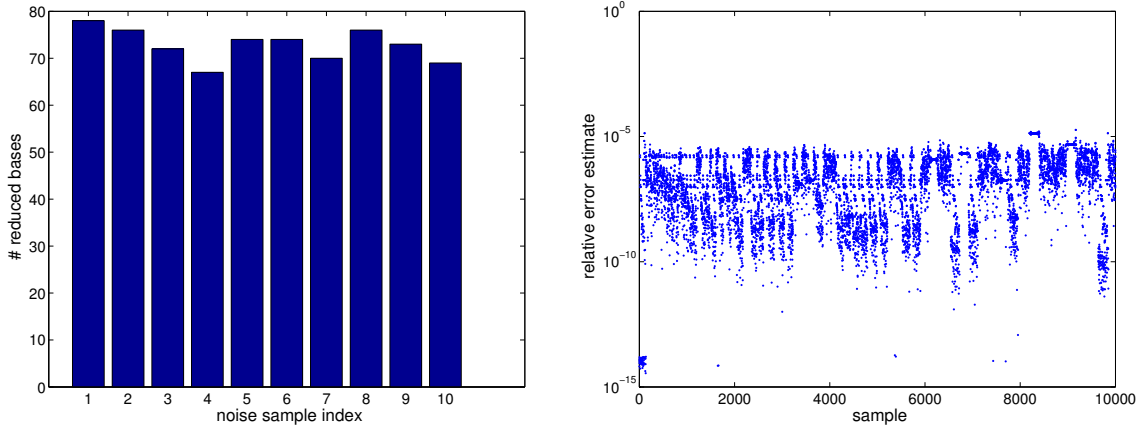 80
70
60
50
40
30
20
10
0
# reduced bases
1 2 3 4 5 6 7 8 9 10
noise sample index
10^0
10^-5
10^-10
10^-15
relative error estimate
0 2000 4000 6000 8000 10000
sample